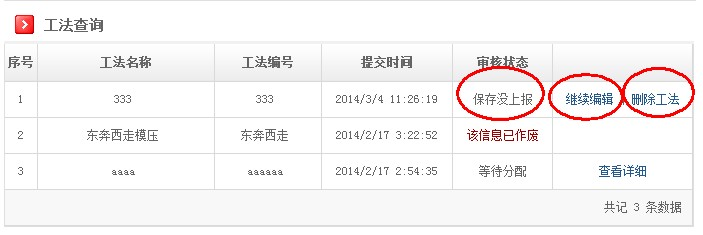 工法查询
序号 工法名称 工法编号 提交时间 审核状态
1 333 333 2014/3/4 11:26:19 保存没上报 继续编辑 删除工法
2 东奔西走模压 东奔西走 2014/2/17 3:22:52 该信息已作废
3 aaaa aaaaaa 2014/2/17 2:54:35 等待分配 查看详细
共记 3 条数据